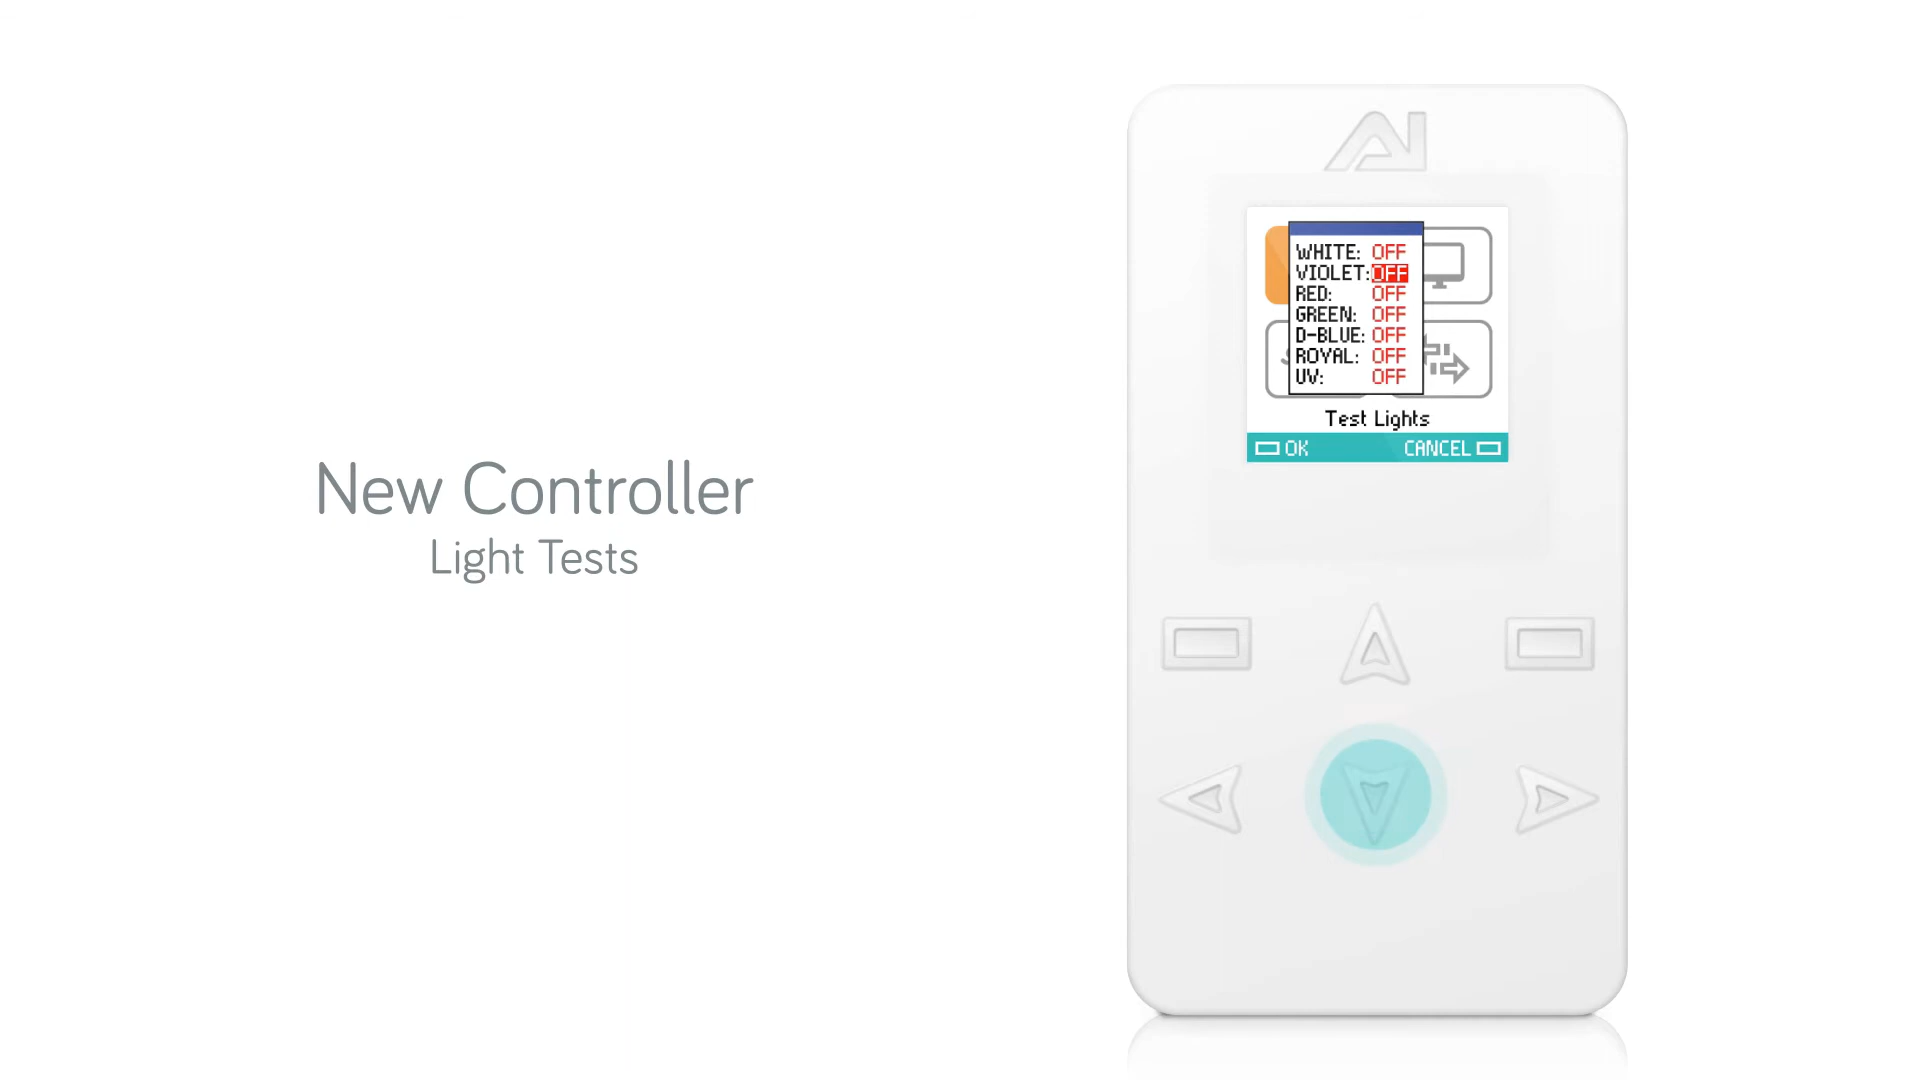 New Controller
Light Tests
AI
WHITE: OFF
VIOLET: OFF
RED: OFF
GREEN: OFF
D-BLUE: OFF
ROYAL: OFF
UV: OFF
Test Lights
OK CANCEL